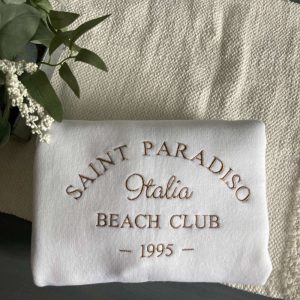 SAINT PARADISO
Italia
BEACH CLUB
- 1995 -